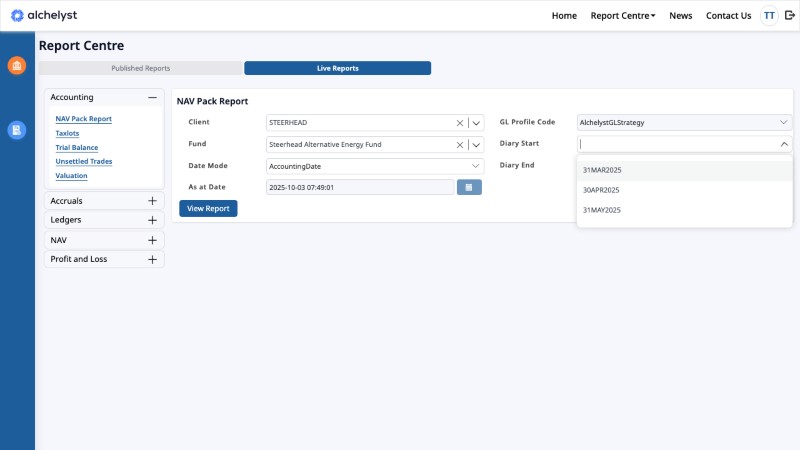 alchelyst
Home
Report Centre
News
Contact Us
TT
Report Centre
Published Reports
Live Reports
Accounting
NAV Pack Report
Taxlots
Trial Balance
Unsettled Trades
Valuation
Accruals
Ledgers
NAV
Profit and Loss
NAV Pack Report
Client
STEERHEAD
GL Profile Code
AlchelystGLStrategy
Fund
Steerhead Alternative Energy Fund
Diary Start
Date Mode
AccountingDate
Diary End
As at Date
2025-10-03 07:49:01
View Report
31MAR2025
30APR2025
31MAY2025